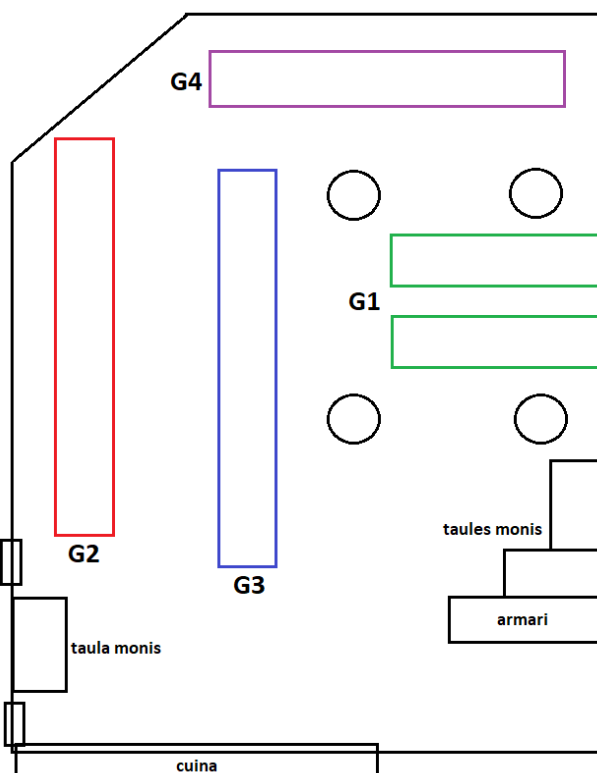 G4
G1
taules monis
G2
G3
armari
taula monis
cuina